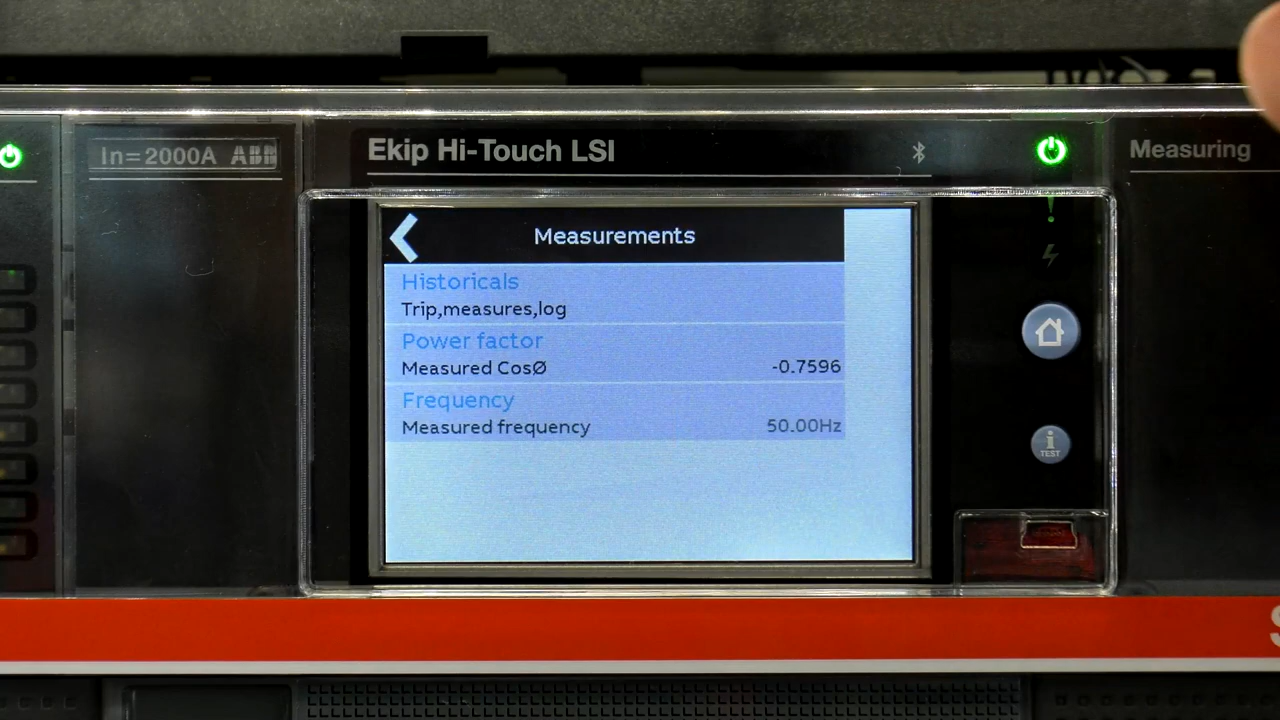 In=2000A ABB
Ekip Hi-Touch LSI
Measuring
Measurements
Historicals
Trip,measures,log
Power factor
Measured CosØ -0.7596
Frequency
Measured frequency 50.00Hz
i
TEST